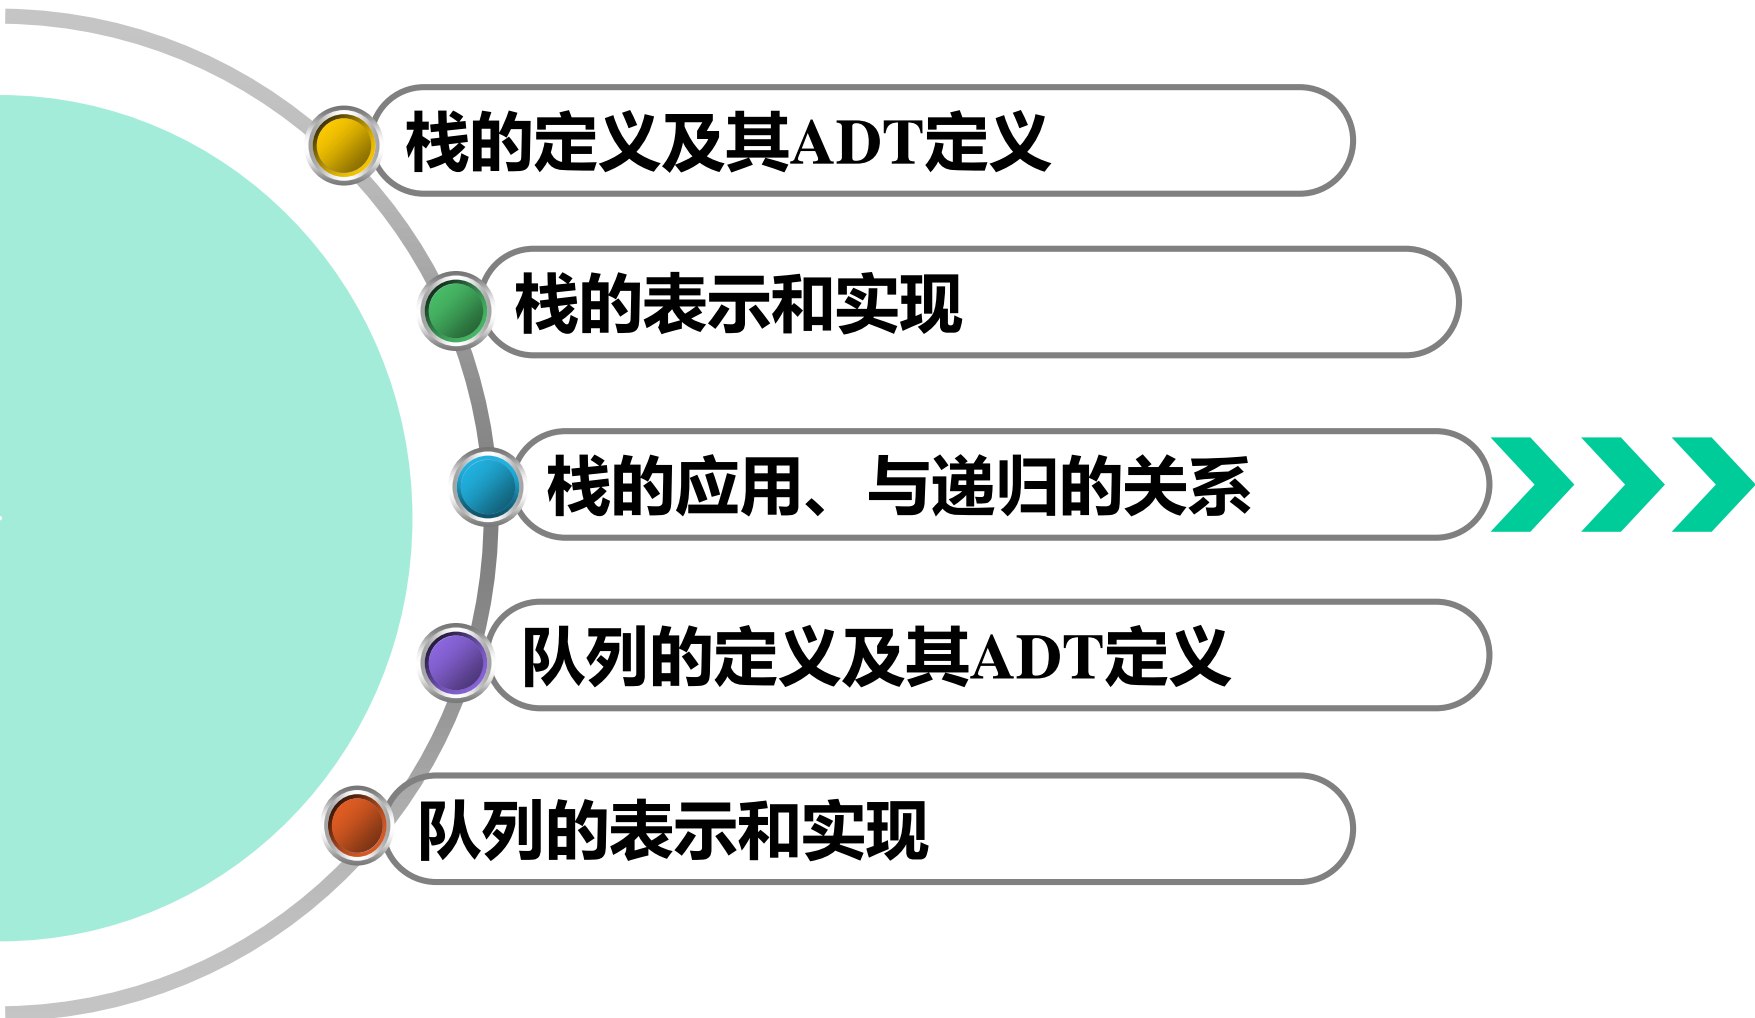 栈的定义及其ADT定义
栈的表示和实现
栈的应用、与递归的关系
队列的定义及其ADT定义
队列的表示和实现